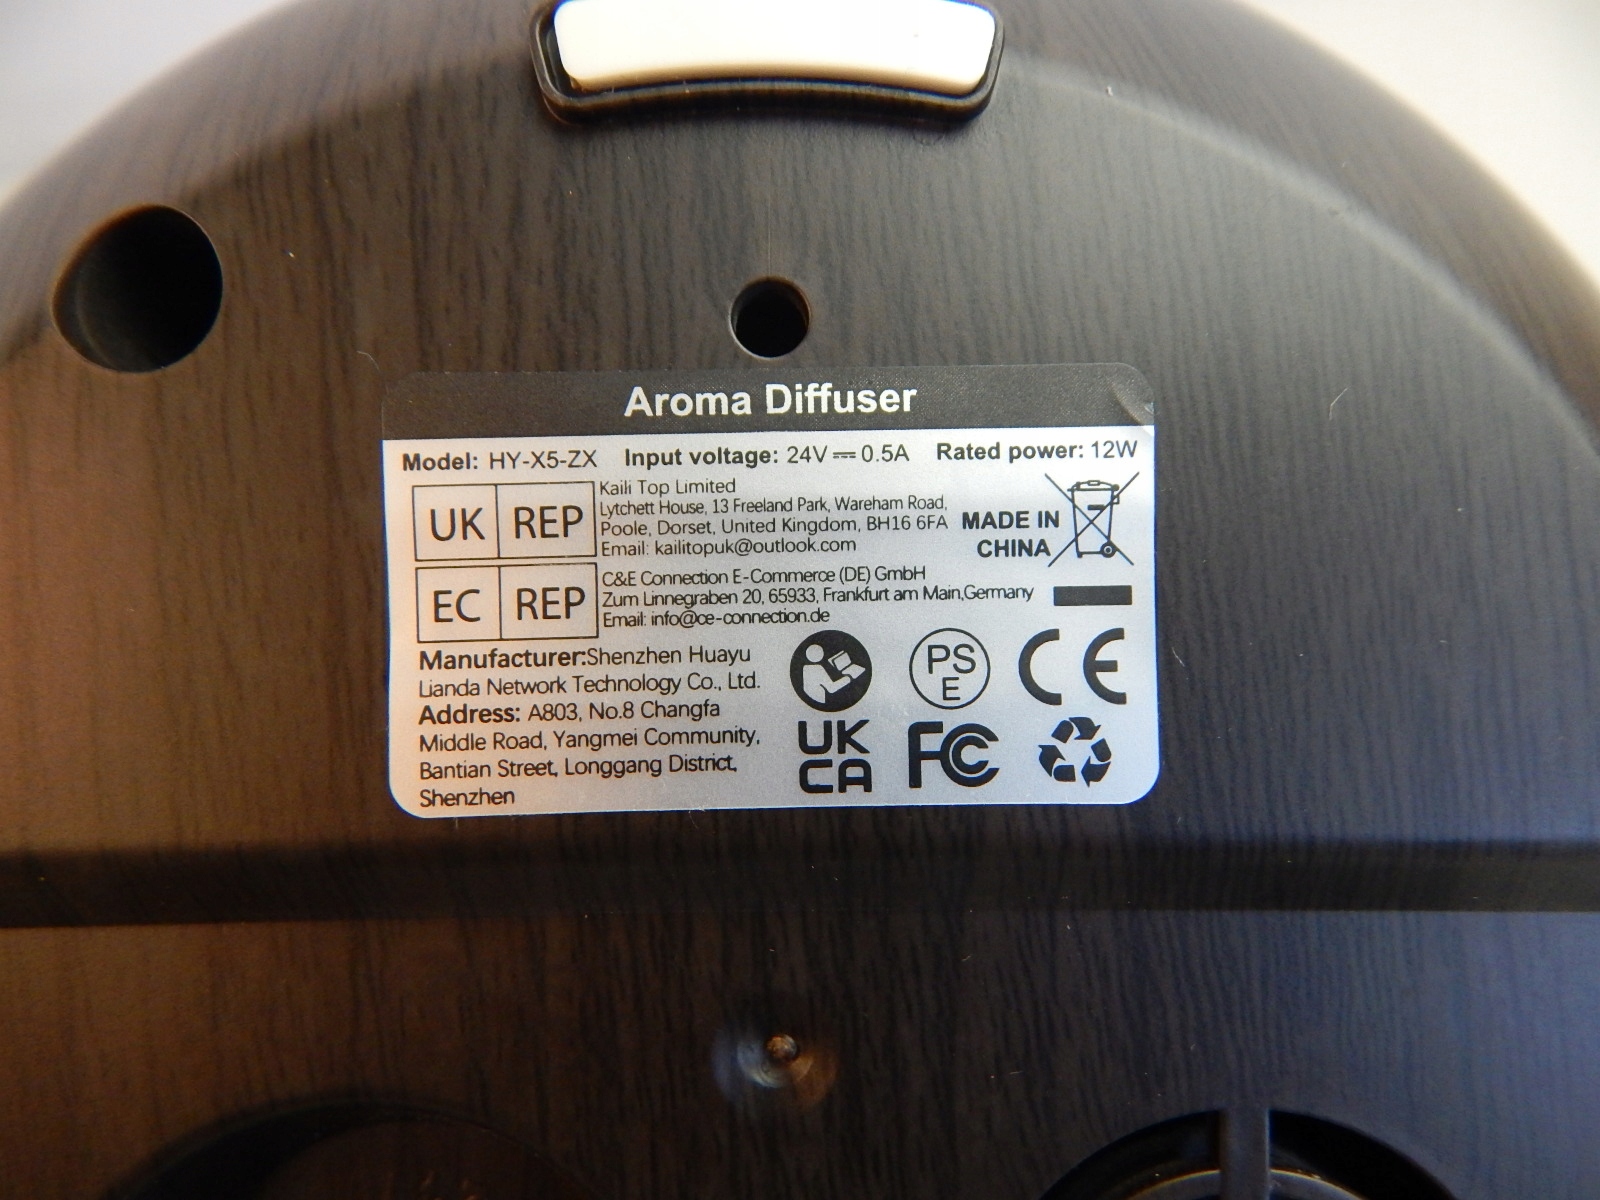 Aroma Diffuser
Model: HY-X5-ZX Input voltage: 24V⎓0.5A Rated power: 12W
UK REP
Kaili Top Limited
Lytchett House, 13 Freeland Park, Wareham Road,
Poole, Dorset, United Kingdom, BH16 6FA
Email: kailitopuk@outlook.com
MADE IN
CHINA
EC REP
C&E Connection E-Commerce (DE) GmbH
Zum Linnegraben 20, 65933, Frankfurt am Main,Germany
Email: info@ce-connection.de
Manufacturer:Shenzhen Huayu
Lianda Network Technology Co., Ltd.
Address: A803, No.8 Changfa
Middle Road, Yangmei Community,
Bantian Street, Longgang District,
Shenzhen
PS
E
CE
UK
CA
FC